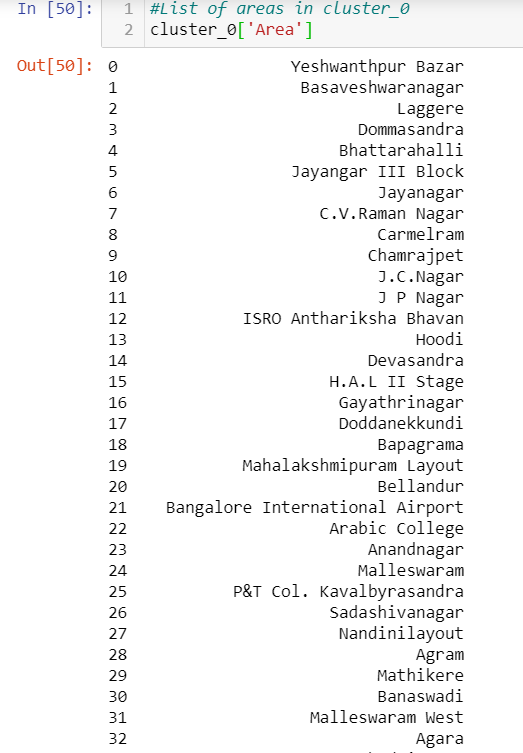 In [50]: 1 #List of areas in cluster_0
2 cluster_0['Area']
Out[50]: 0 Yeshwanthpur Bazar
1 Basaveshwaranagar
2 Laggere
3 Dommasandra
4 Bhattarahalli
5 Jayangar III Block
6 Jayanagar
7 C.V.Raman Nagar
8 Carmelram
9 Chamrajpet
10 J.C.Nagar
11 J P Nagar
12 ISRO Anthariksha Bhavan
13 Hoodi
14 Devasandra
15 H.A.L II Stage
16 Gayathrinagar
17 Doddanekkundi
18 Bapagrama
19 Mahalakshmipuram Layout
20 Bellandur
21 Bangalore International Airport
22 Arabic College
23 Anandnagar
24 Malleswaram
25 P&T Col. Kavalbyrasandra
26 Sadashivanagar
27 Nandinilayout
28 Agram
29 Mathikere
30 Banaswadi
31 Malleswaram West
32 Agara